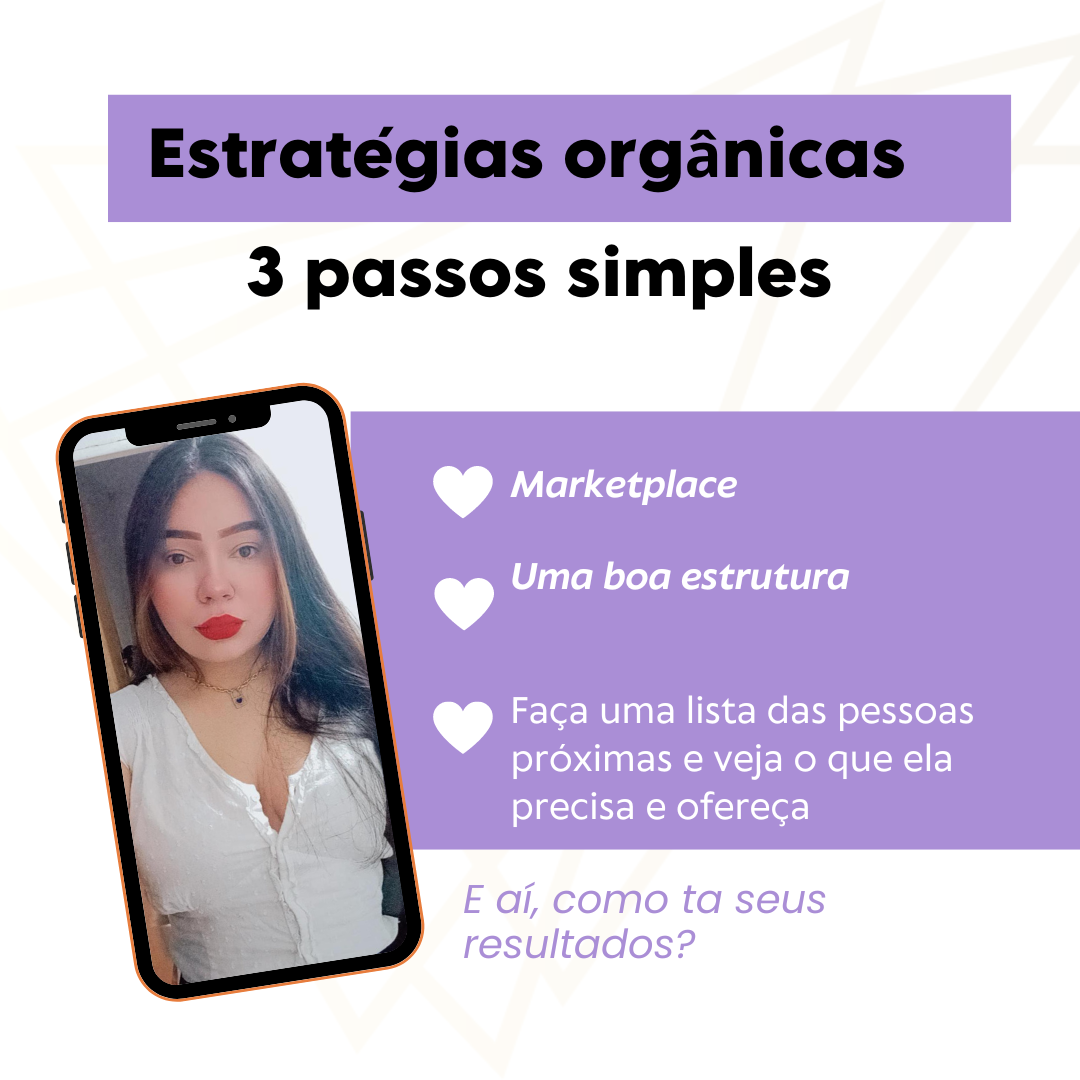 Estratégias orgânicas
3 passos simples
Marketplace
Uma boa estrutura
Faça uma lista das pessoas
próximas e veja o que ela
precisa e ofereça
E aí, como ta seus
resultados?